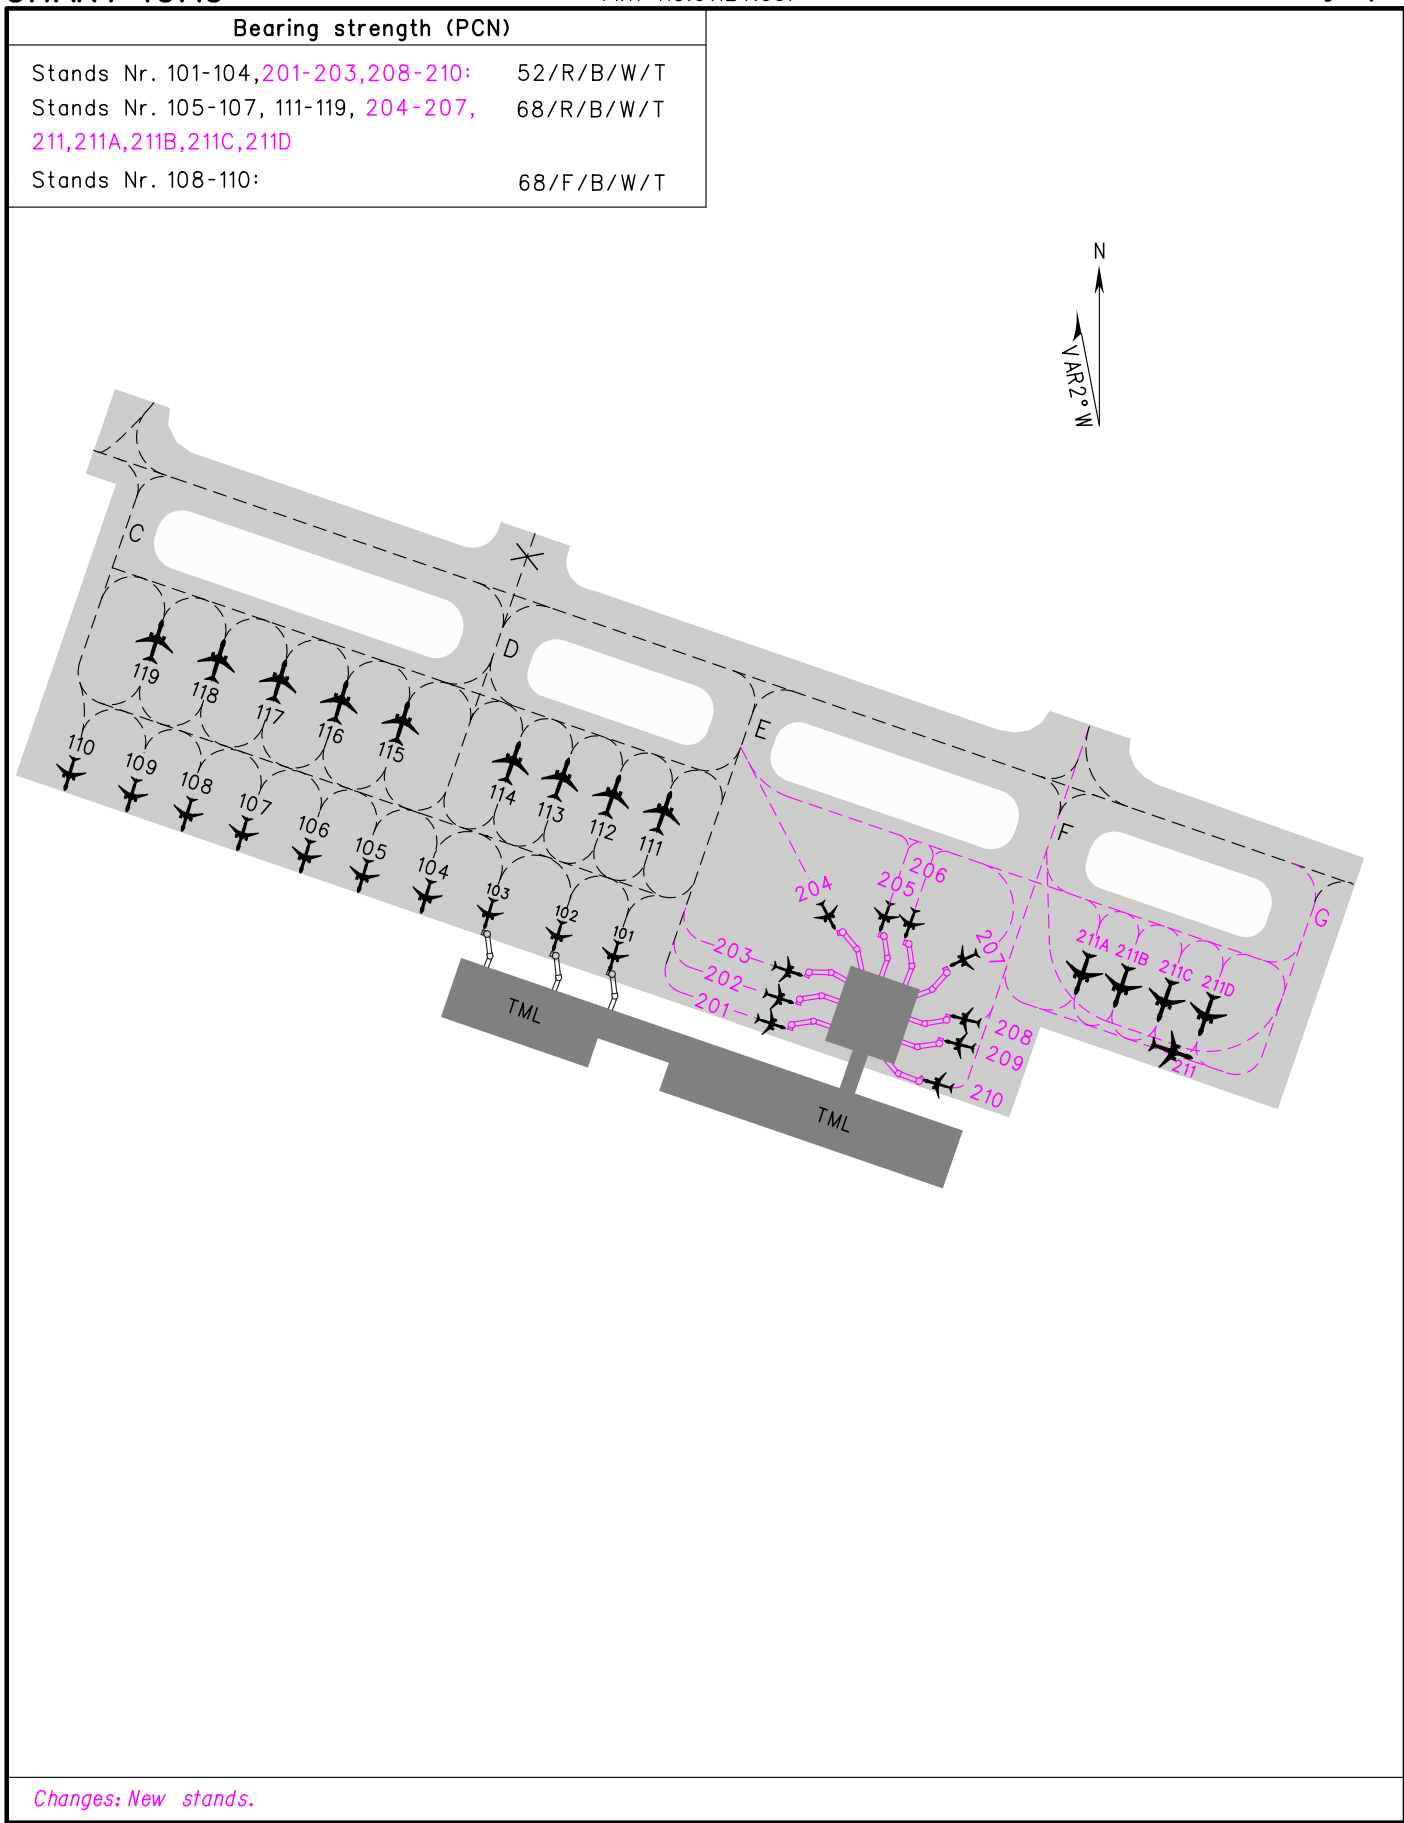 Bearing strength (PCN)
Stands Nr. 101-104,201-203,208-210: 52/R/B/W/T
Stands Nr. 105-107, 111-119, 204-207, 68/R/B/W/T
211,211A,211B,211C,211D
Stands Nr. 108-110: 68/F/B/W/T
N
VAR2°W
C
D
E
F
G
119
118
117
116
115
114
113
112
111
110
109
108
107
106
105
104
103
102
101
204
205
206
207
203
202
201
208
209
210
211A
211B
211C
211D
211
TML
TML
Changes: New stands.